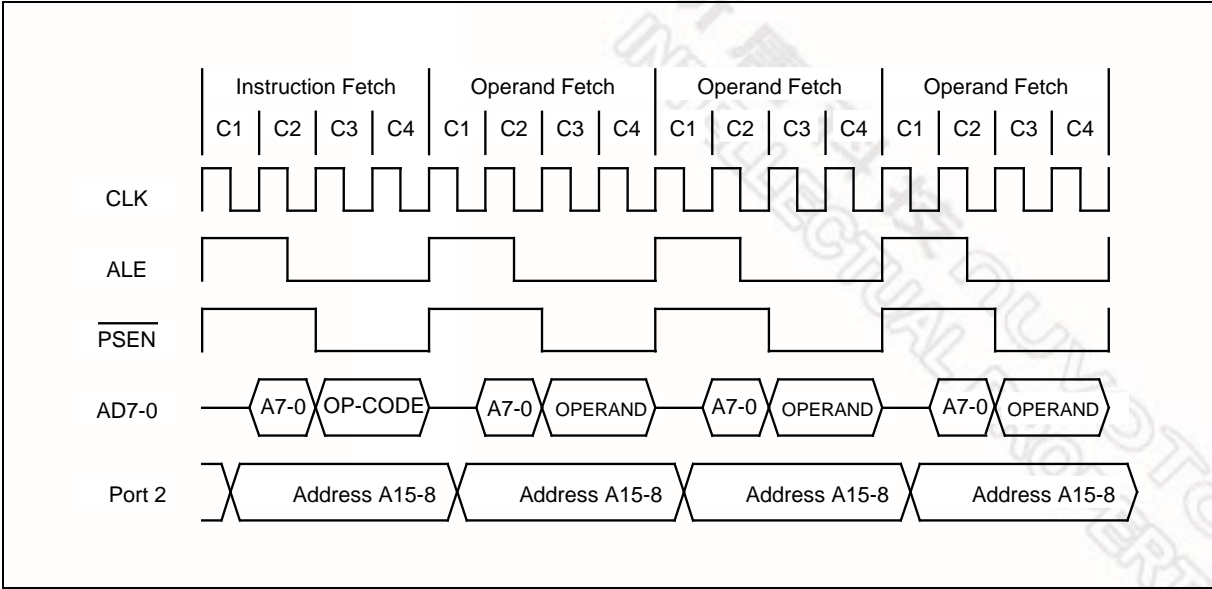 Instruction Fetch Operand Fetch Operand Fetch Operand Fetch
C1 C2 C3 C4 C1 C2 C3 C4 C1 C2 C3 C4 C1 C2 C3 C4
CLK
ALE
PSEN
AD7-0 A7-0 OP-CODE A7-0 OPERAND A7-0 OPERAND A7-0 OPERAND
Port 2 Address A15-8 Address A15-8 Address A15-8 Address A15-8